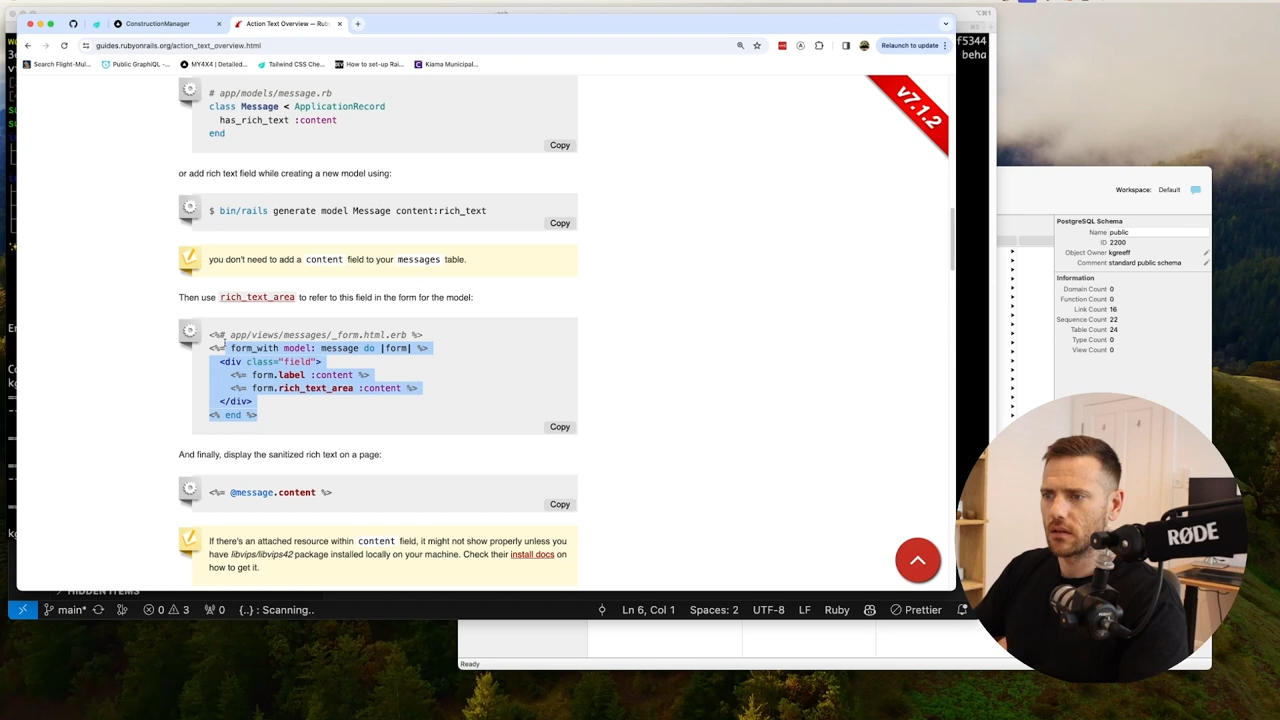 ConstructionManager
Action Text Overview — Ruby
guides.rubyonrails.org/action_text_overview.html
Relaunch to update
Search Flight-Mul...
Public GraphiQL -...
MY4X4 | Detailed...
Tailwind CSS Che...
How to set-up Rai...
Kiama Municipal...
f5344
beha
v7.1.2
# app/models/message.rb
class Message < ApplicationRecord
has_rich_text :content
end
Copy
or add rich text field while creating a new model using:
$ bin/rails generate model Message content:rich_text
Copy
you don't need to add a content field to your messages table.
Then use rich_text_area to refer to this field in the form for the model:
<%# app/views/messages/_form.html.erb %>
<%= form_with model: message do |form| %>
<div class="field">
<%= form.label :content %>
<%= form.rich_text_area :content %>
</div>
<% end %>
Copy
And finally, display the sanitized rich text on a page:
<%= @message.content %>
Copy
If there's an attached resource within content field, it might not show properly unless you
have libvips/libvips42 package installed locally on your machine. Check their install docs on
how to get it.
HIDDEN ITEMS
main*
0
3
0
{..} : Scanning..
Ln 6, Col 1
Spaces: 2
UTF-8
LF
Ruby
Prettier
Workspace: Default
PostgreSQL Schema
Name public
ID 2200
Object Owner kgreeff
Comment standard public schema
Information
Domain Count 0
Function Count 0
Link Count 16
Sequence Count 22
Table Count 24
Type Count 0
View Count 0
Ready
RØDE